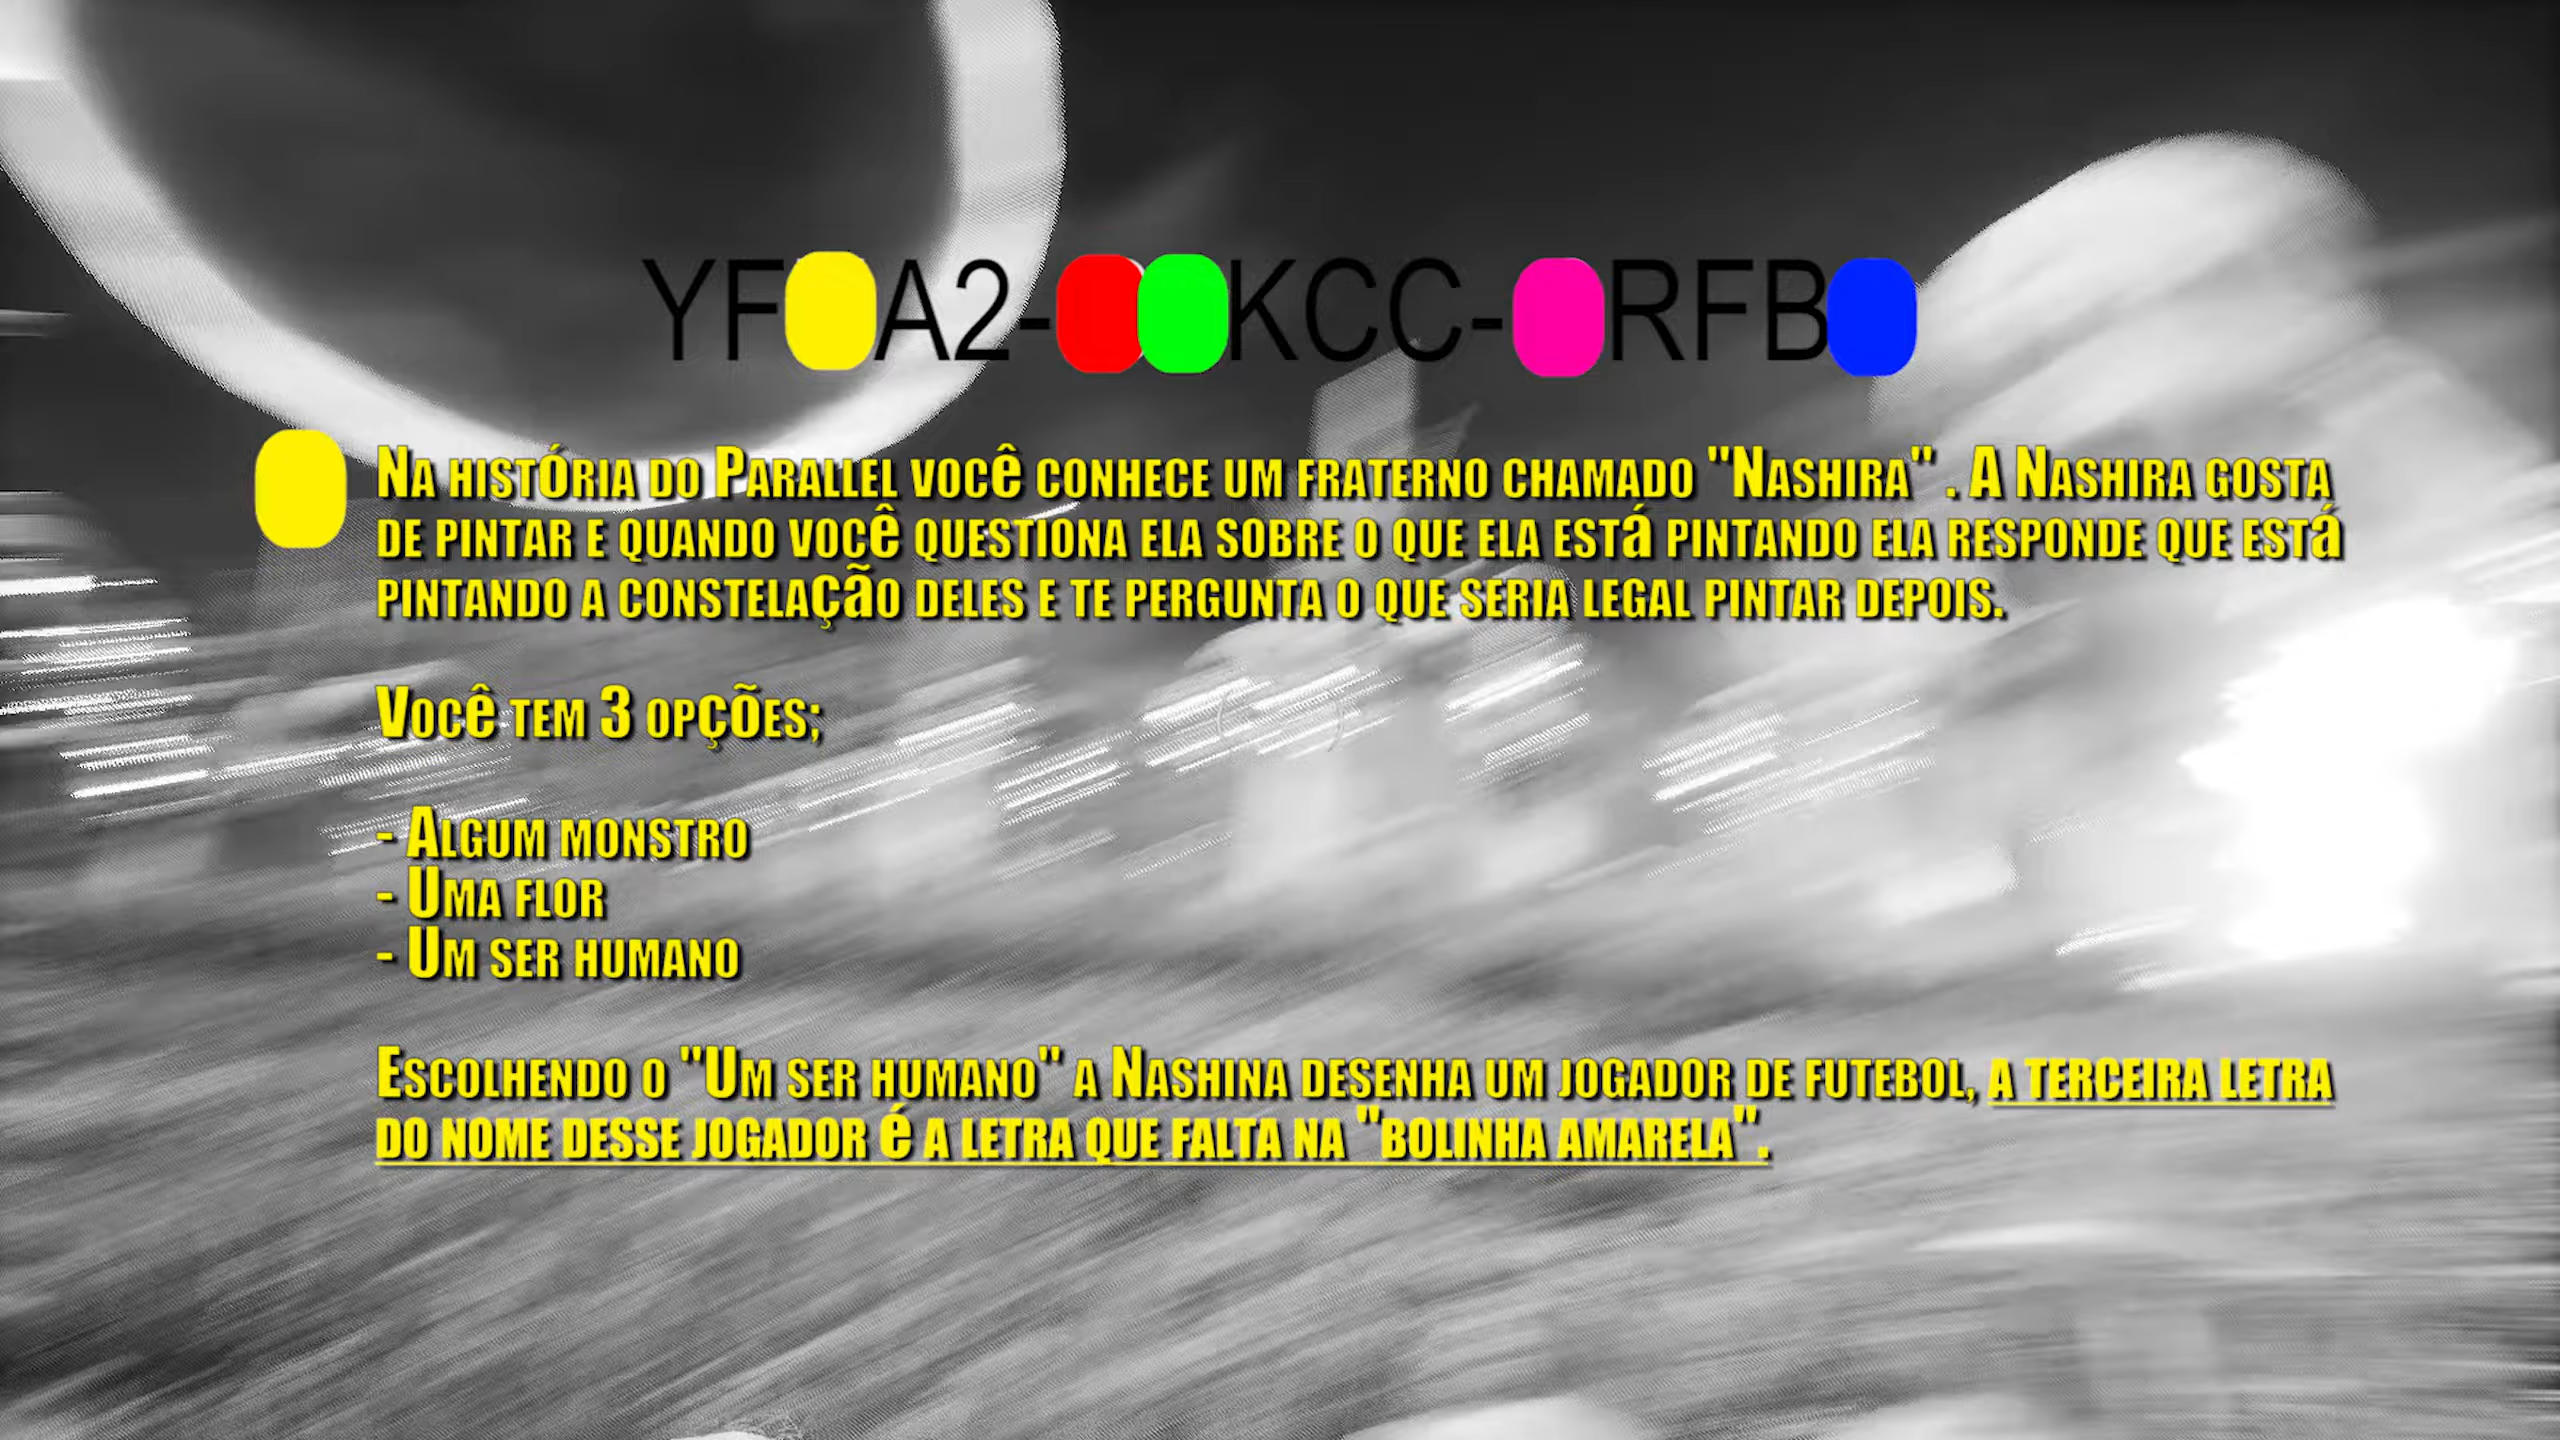 YF A2- KCC- RFB
Na história do Parallel você conhece um fraterno chamado "Nashira" . A Nashira gosta
de pintar e quando você questiona ela sobre o que ela está pintando ela responde que está
pintando a constelação deles e te pergunta o que seria legal pintar depois.
Você tem 3 opções;
- Algum monstro
- Uma flor
- Um ser humano
Escolhendo o "Um ser humano" a Nashina desenha um jogador de futebol, a terceira letra
do nome desse jogador é a letra que falta na "bolinha amarela".